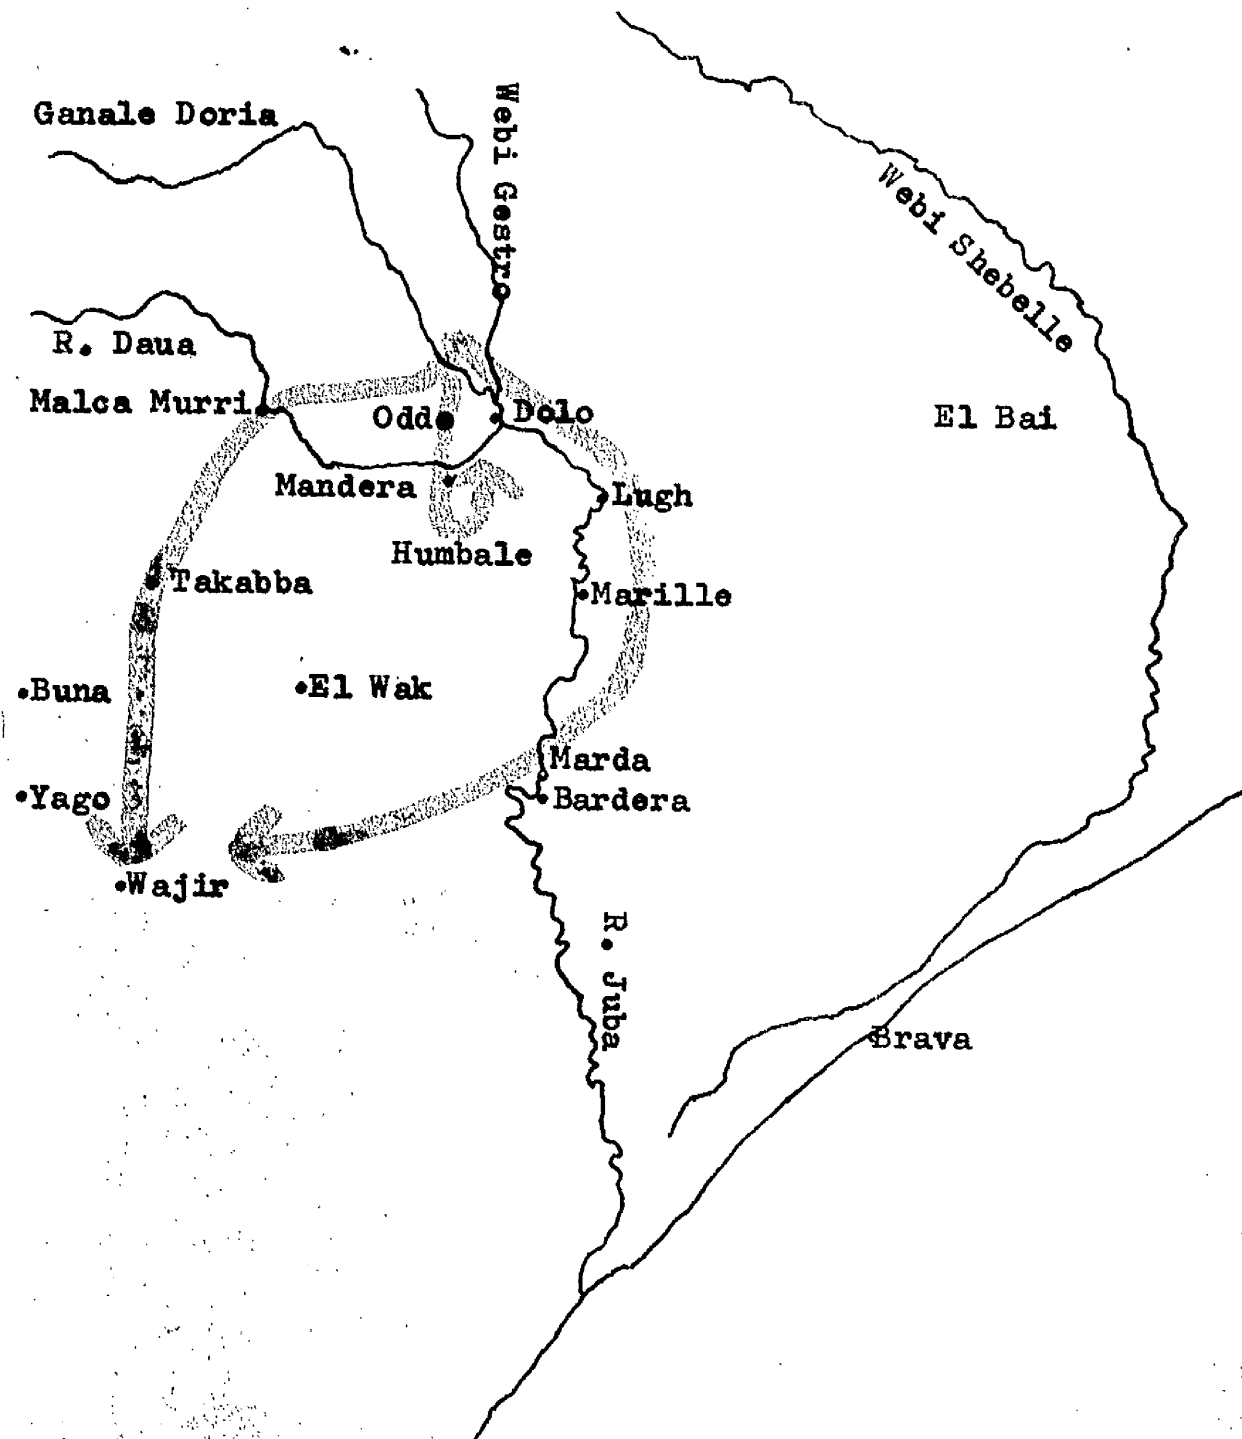 Ganale Doria
Webi Gestro
Webi Shebelle
R. Daua
Malca Murri
Odd
Dolo
El Bai
Mandera
Lugh
Humbale
Takabba
Marille
Buna
El Wak
Marda
Yago
Bardera
Wajir
R. Juba
Brava